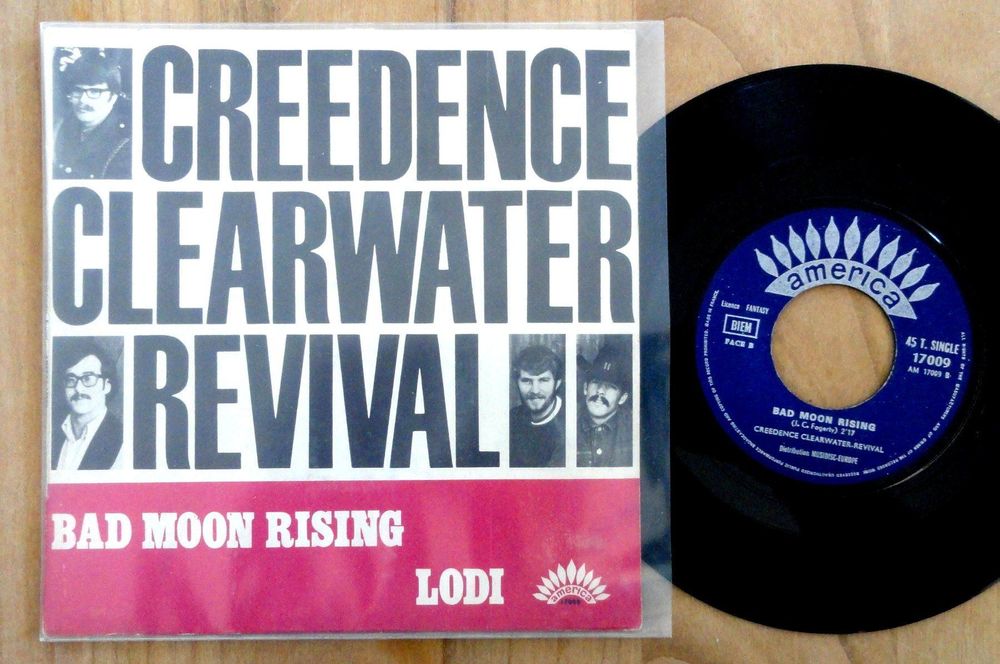 CREEDENCE
CLEARWATER
REVIVAL
BAD MOON RISING
LODI
america
17009
america
Licence FANTASY
BIEM
FACE B
45 T. SINGLE
17009
AM 17009 B
BAD MOON RISING
(J. C. Fogerty) 2'17
CREEDENCE CLEARWATER-REVIVAL
Distribution MUSIDISC-EUROPE